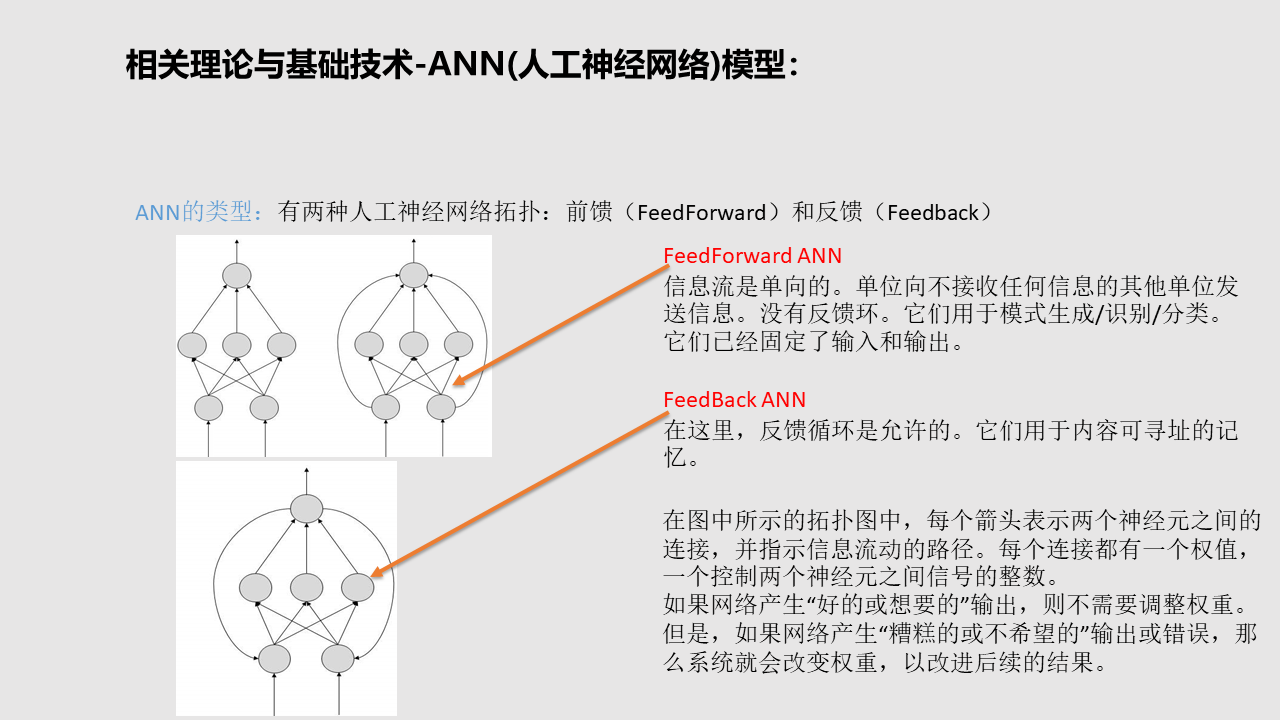 相关理论与基础技术-ANN(人工神经网络)模型：
ANN的类型：有两种人工神经网络拓扑：前馈（FeedForward）和反馈（Feedback）
FeedForward ANN
信息流是单向的。单位向不接收任何信息的其他单位发
送信息。没有反馈环。它们用于模式生成/识别/分类。
它们已经固定了输入和输出。
FeedBack ANN
在这里，反馈循环是允许的。它们用于内容可寻址的记
忆。
在图中所示的拓扑图中，每个箭头表示两个神经元之间的
连接，并指示信息流动的路径。每个连接都有一个权值，
一个控制两个神经元之间信号的整数。
如果网络产生“好的或想要的”输出，则不需要调整权重。
但是，如果网络产生“糟糕的或不希望的”输出或错误，那
么系统就会改变权重，以改进后续的结果。